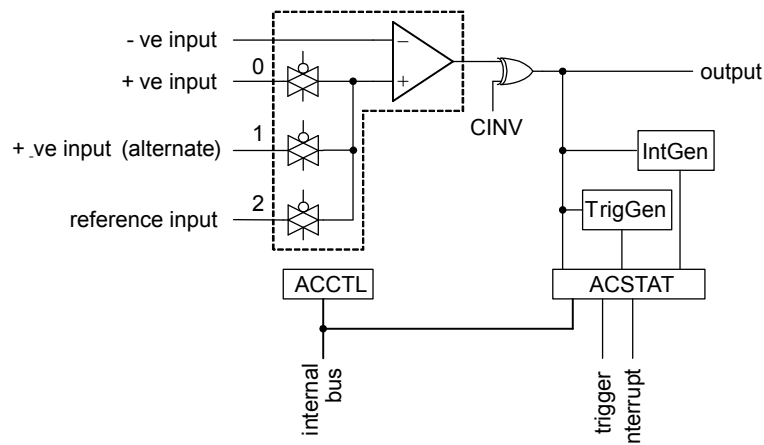 - ve input
0
+ ve input
−
+
output
CINV
1
+ ve input (alternate)
IntGen
2
reference input
TrigGen
ACCTL
ACSTAT
internal
bus
trigger
nterrupt